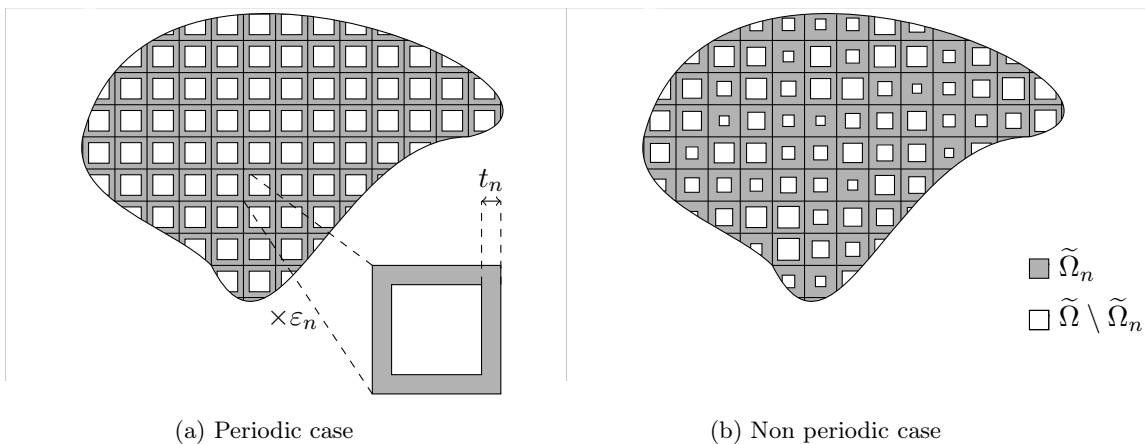 t_n
×ε_n
Ω̃_n
Ω̃ \ Ω̃_n
(a) Periodic case
(b) Non periodic case